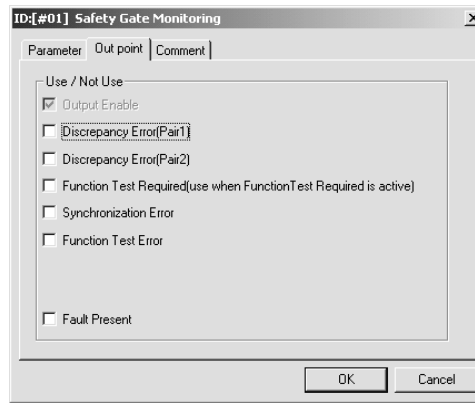 ID:[#01] Safety Gate Monitoring
Parameter Out point Comment
Use / Not Use
Output Enable
Discrepancy Error(Pair1)
Discrepancy Error(Pair2)
Function Test Required(use when FunctionTest Required is active)
Synchronization Error
Function Test Error
Fault Present
OK Cancel